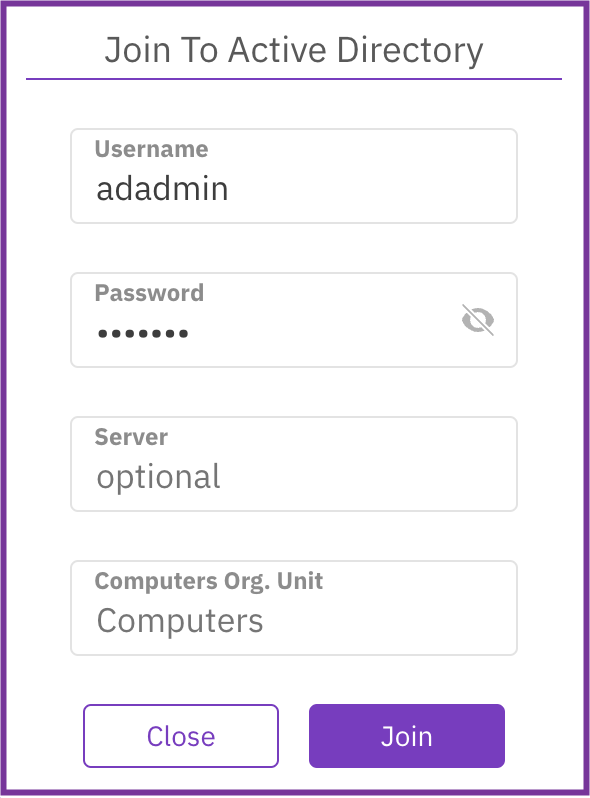 Join To Active Directory
Username
adadmin
Password
•••••••
Server
optional
Computers Org. Unit
Computers
Close
Join